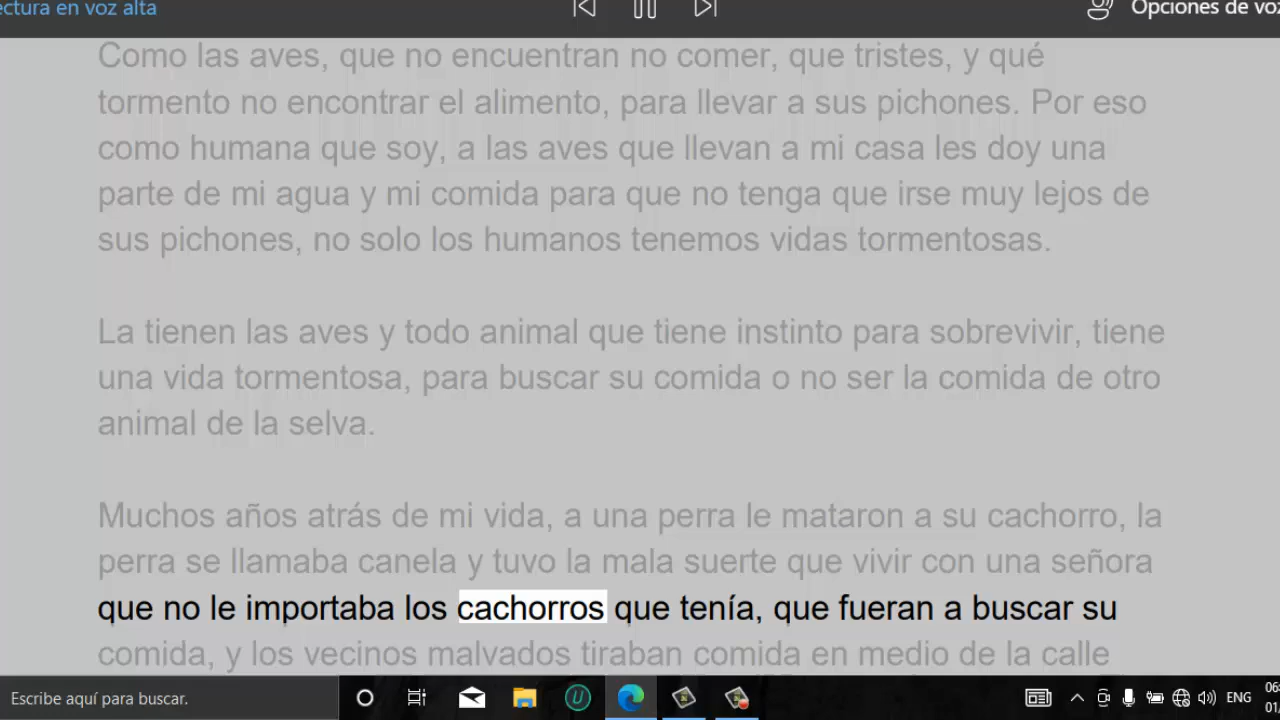 ectura en voz alta
Opciones de voz
Como las aves, que no encuentran no comer, que tristes, y qué
tormento no encontrar el alimento, para llevar a sus pichones. Por eso
como humana que soy, a las aves que llevan a mi casa les doy una
parte de mi agua y mi comida para que no tenga que irse muy lejos de
sus pichones, no solo los humanos tenemos vidas tormentosas.
La tienen las aves y todo animal que tiene instinto para sobrevivir, tiene
una vida tormentosa, para buscar su comida o no ser la comida de otro
animal de la selva.
Muchos años atrás de mi vida, a una perra le mataron a su cachorro, la
perra se llamaba canela y tuvo la mala suerte que vivir con una señora
que no le importaba los cachorros que tenía, que fueran a buscar su
comida, y los vecinos malvados tiraban comida en medio de la calle
Escribe aquí para buscar.
ENG
06:
01/